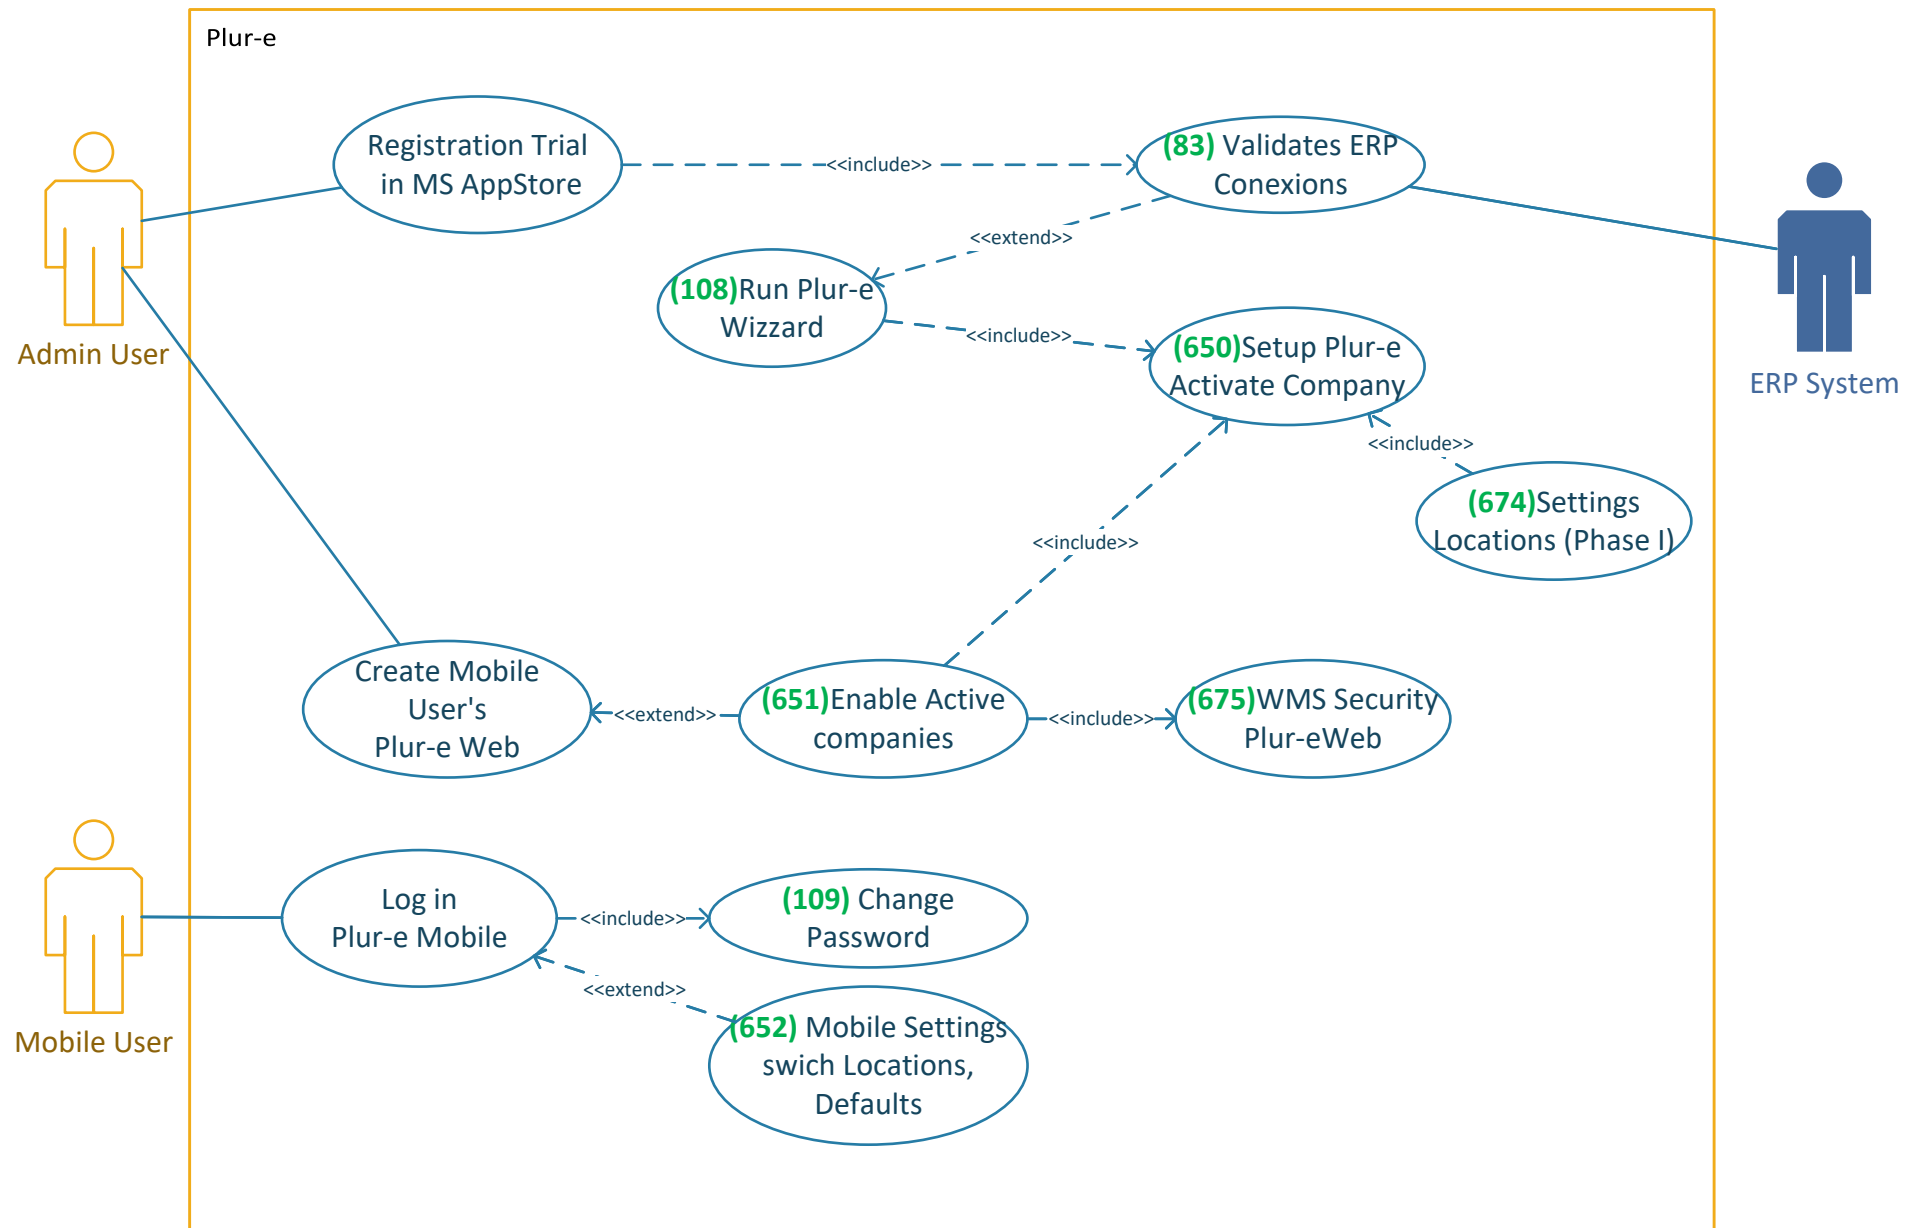 Plur-e
Registration Trial
in MS AppStore
<<include>>
(83) Validates ERP
Conexions
<<extend>>
(108)Run Plur-e
Wizzard
<<include>>
(650)Setup Plur-e
Activate Company
Admin User
ERP System
<<include>>
(674)Settings
Locations (Phase I)
<<include>>
Create Mobile
User's
Plur-e Web
<<extend>>
(651)Enable Active
companies
<<include>>
(675)WMS Security
Plur-eWeb
Log in
Plur-e Mobile
<<include>>
(109) Change
Password
<<extend>>
Mobile User
(652) Mobile Settings
swich Locations,
Defaults